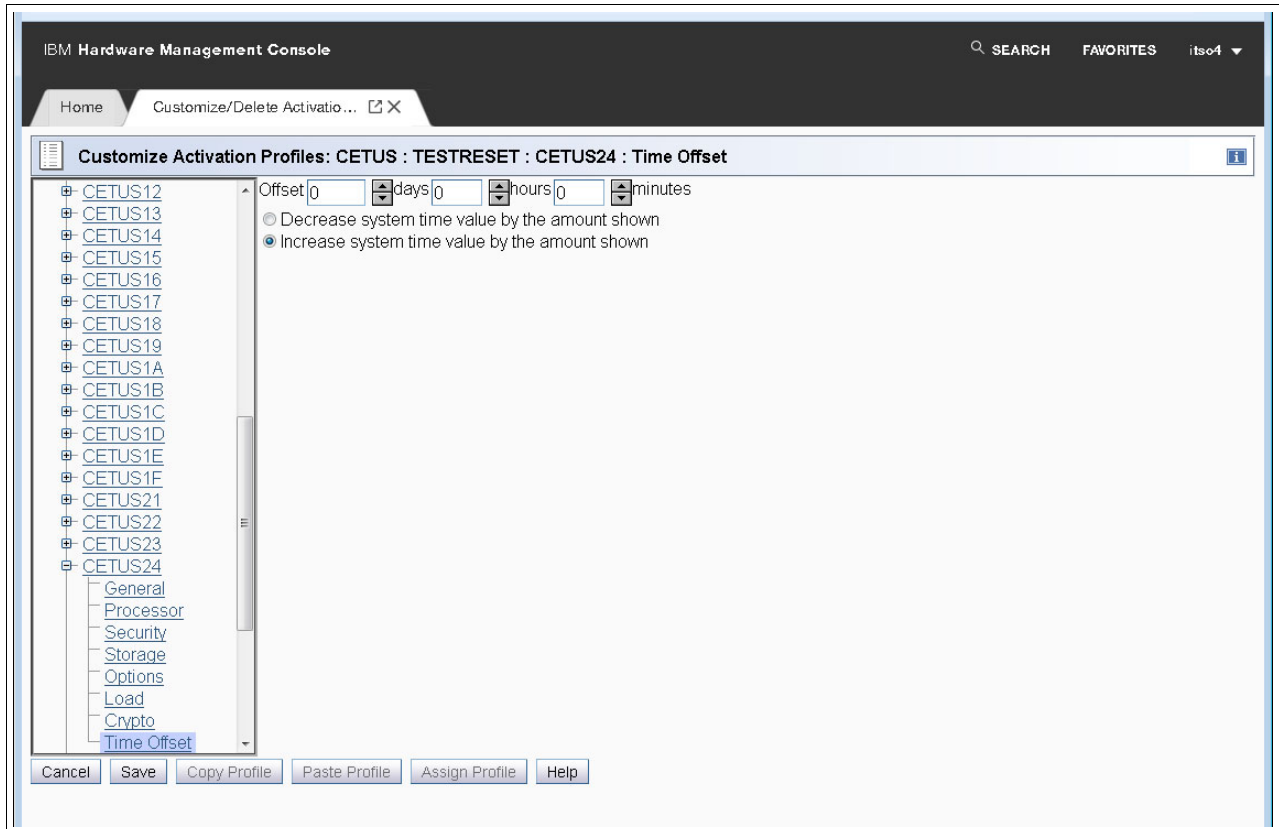 IBM Hardware Management Console
SEARCH FAVORITES itso4
Home
Customize/Delete Activatio...
Customize Activation Profiles: CETUS : TESTRESET : CETUS24 : Time Offset
CETUS12
CETUS13
CETUS14
CETUS15
CETUS16
CETUS17
CETUS18
CETUS19
CETUS1A
CETUS1B
CETUS1C
CETUS1D
CETUS1E
CETUS1F
CETUS21
CETUS22
CETUS23
CETUS24
General
Processor
Security
Storage
Options
Load
Crypto
Time Offset
Offset 0 days 0 hours 0 minutes
Decrease system time value by the amount shown
Increase system time value by the amount shown
Cancel Save Copy Profile Paste Profile Assign Profile Help